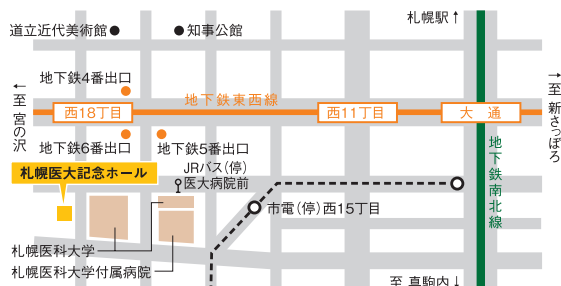 札幌駅↑
道立近代美術館
知事公館
地下鉄4番出口
地下鉄東西線
→至 新さっぽろ
←至 宮の沢
西18丁目
西11丁目
大 通
地下鉄6番出口
地下鉄5番出口
地下鉄南北線
札幌医大記念ホール
JRバス(停)
医大病院前
市電(停)西15丁目
札幌医科大学
札幌医科大学付属病院
至 真駒内↓